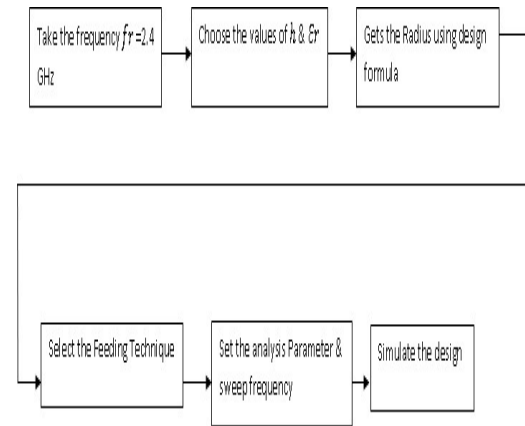 Take the frequency fr =2.4
GHz
Choose the values of h & Ɛr
Gets the Radius using design
formula
Select the Feeding Technique
Set the analysis Parameter &
sweep frequency
Simulate the design